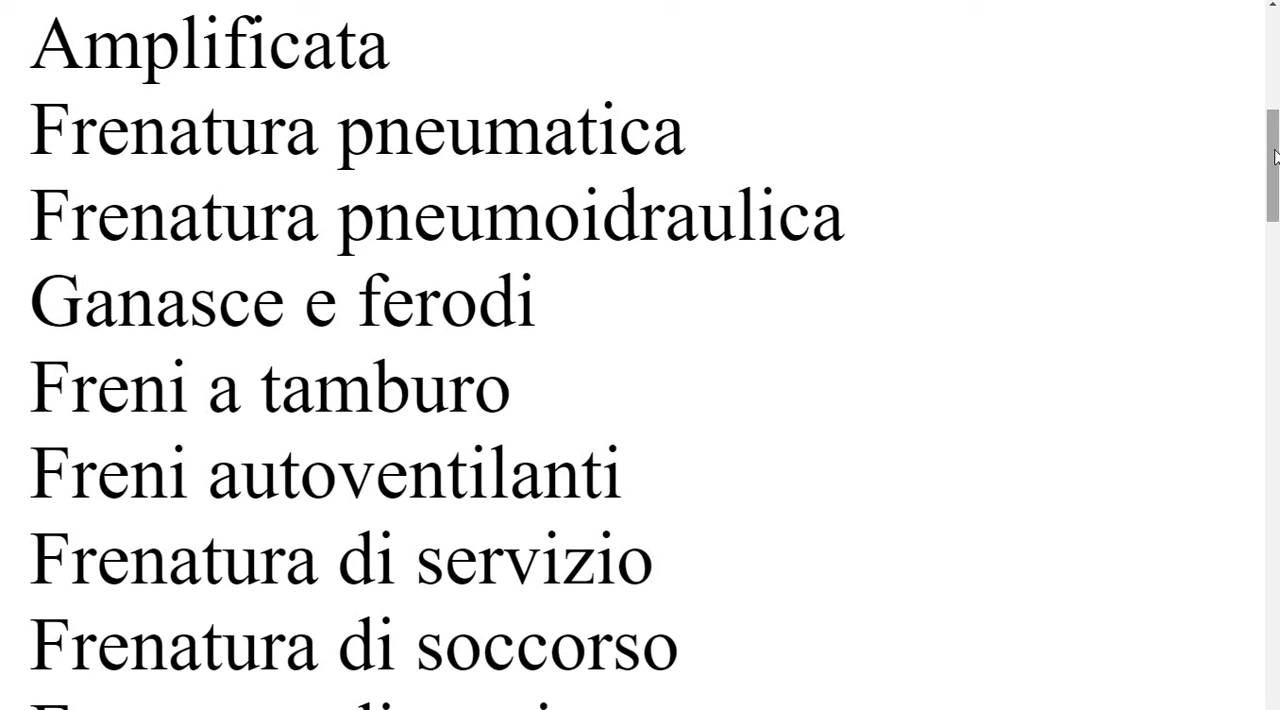 Amplificata
Frenatura pneumatica
Frenatura pneumoidraulica
Ganasce e ferodi
Freni a tamburo
Freni autoventilanti
Frenatura di servizio
Frenatura di soccorso